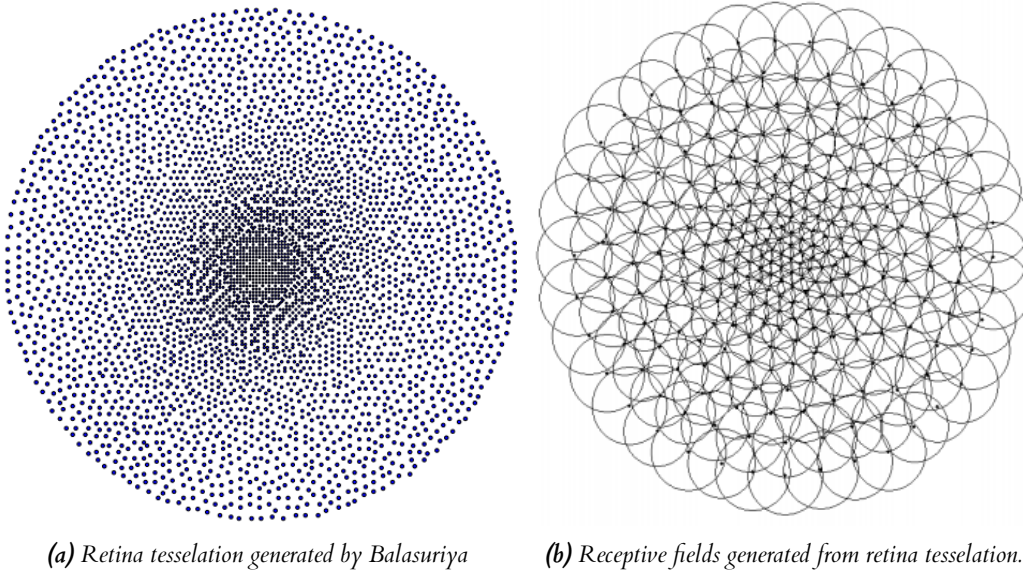 (a) Retina tesselation generated by Balasuriya
(b) Receptive fields generated from retina tesselation.